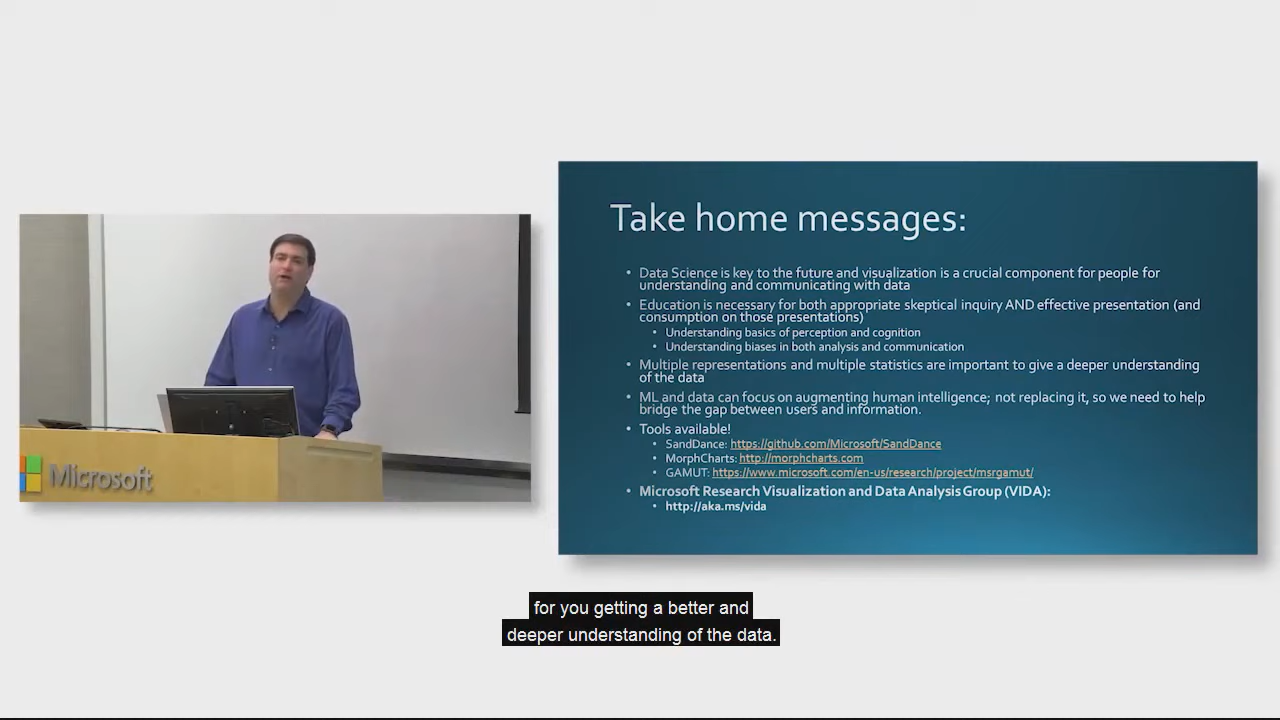 Microsoft
Take home messages:
• Data Science is key to the future and visualization is a crucial component for people for
understanding and communicating with data
• Education is necessary for both appropriate skeptical inquiry AND effective presentation (and
consumption on those presentations)
• Understanding basics of perception and cognition
• Understanding biases in both analysis and communication
• Multiple representations and multiple statistics are important to give a deeper understanding
of the data
• ML and data can focus on augmenting human intelligence; not replacing it, so we need to help
bridge the gap between users and information.
• Tools available!
• SandDance: https://github.com/Microsoft/SandDance
• MorphCharts: http://morphcharts.com
• GAMUT: https://www.microsoft.com/en-us/research/project/msrgamut/
• Microsoft Research Visualization and Data Analysis Group (VIDA):
• http://aka.ms/vida
for you getting a better and
deeper understanding of the data.